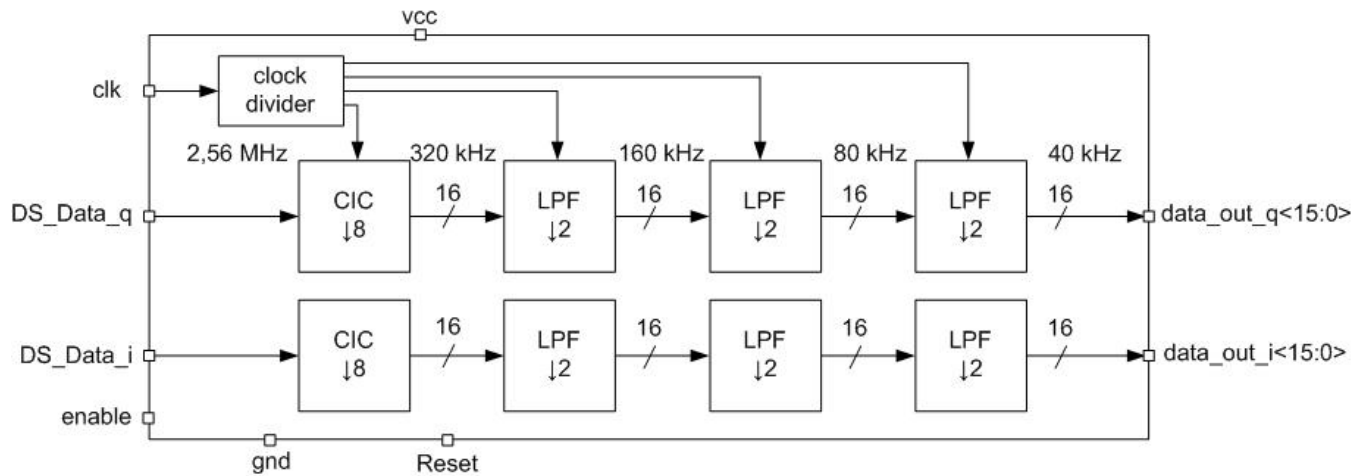 vcc
clk
clock
divider
2,56 MHz
320 kHz
160 kHz
80 kHz
40 kHz
DS_Data_q
CIC
↓8
16
LPF
↓2
16
LPF
↓2
16
LPF
↓2
16
data_out_q<15:0>
DS_Data_i
CIC
↓8
16
LPF
↓2
16
LPF
↓2
16
LPF
↓2
16
data_out_i<15:0>
enable
gnd
Reset